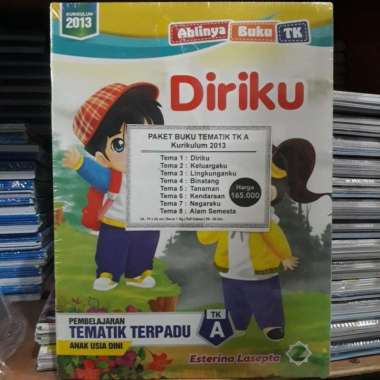 KURIKULUM
2013
Ahlinya Buku TK
Diriku
PAKET BUKU TEMATIK TK A
Kurikulum 2013
Tema 1 : Diriku
Tema 2 : Keluargaku
Tema 3 : Lingkunganku
Tema 4 : Binatang
Tema 5 : Tanaman
Tema 6 : Kendaraan
Tema 7 : Negaraku
Tema 8 : Alam Semesta
Harga
165.000
PEMBELAJARAN
TEMATIK TERPADU
ANAK USIA DINI
TK
A
Esterina Lasepta